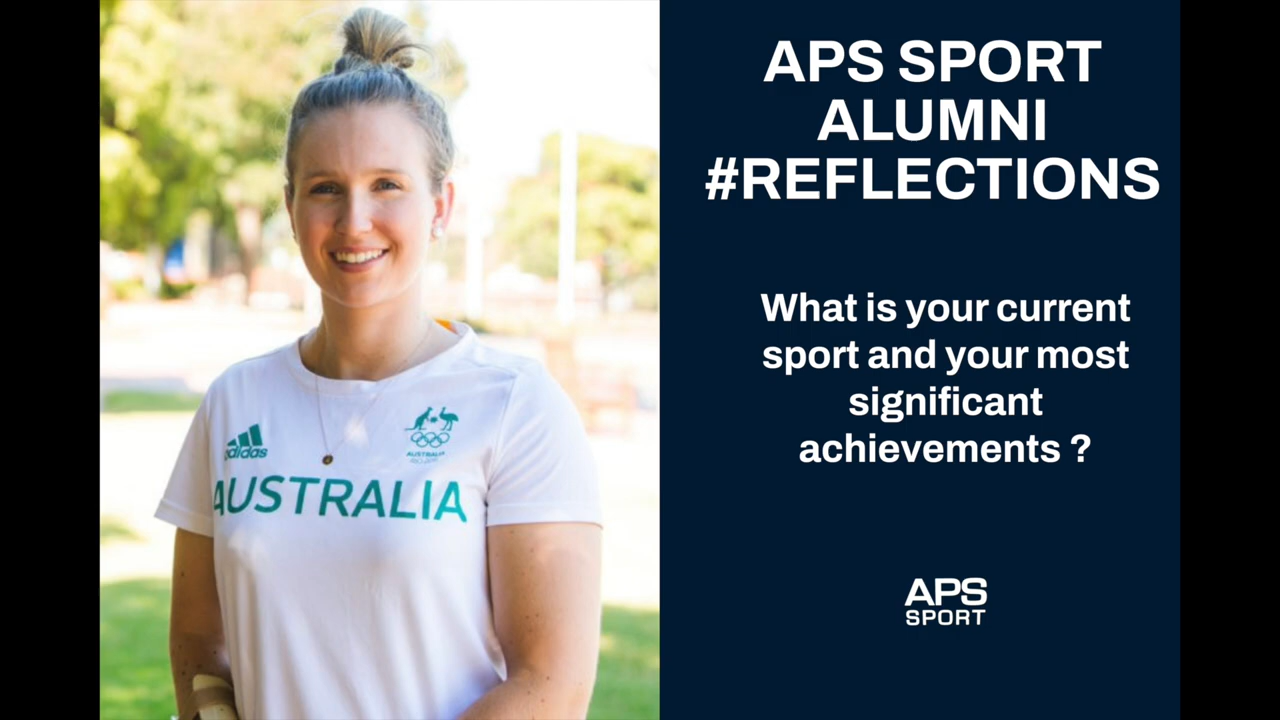 adidas
AUSTRALIA
AUSTRALIA
APS SPORT
ALUMNI
#REFLECTIONS
What is your current
sport and your most
significant
achievements ?
APS
SPORT